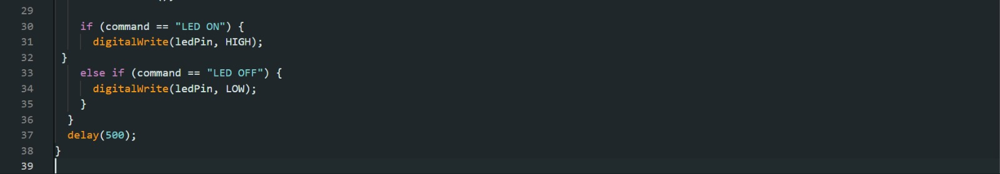 29
30 if (command == "LED ON") {
31 digitalWrite(ledPin, HIGH);
32 }
33 else if (command == "LED OFF") {
34 digitalWrite(ledPin, LOW);
35 }
36 }
37 delay(500);
38 }
39